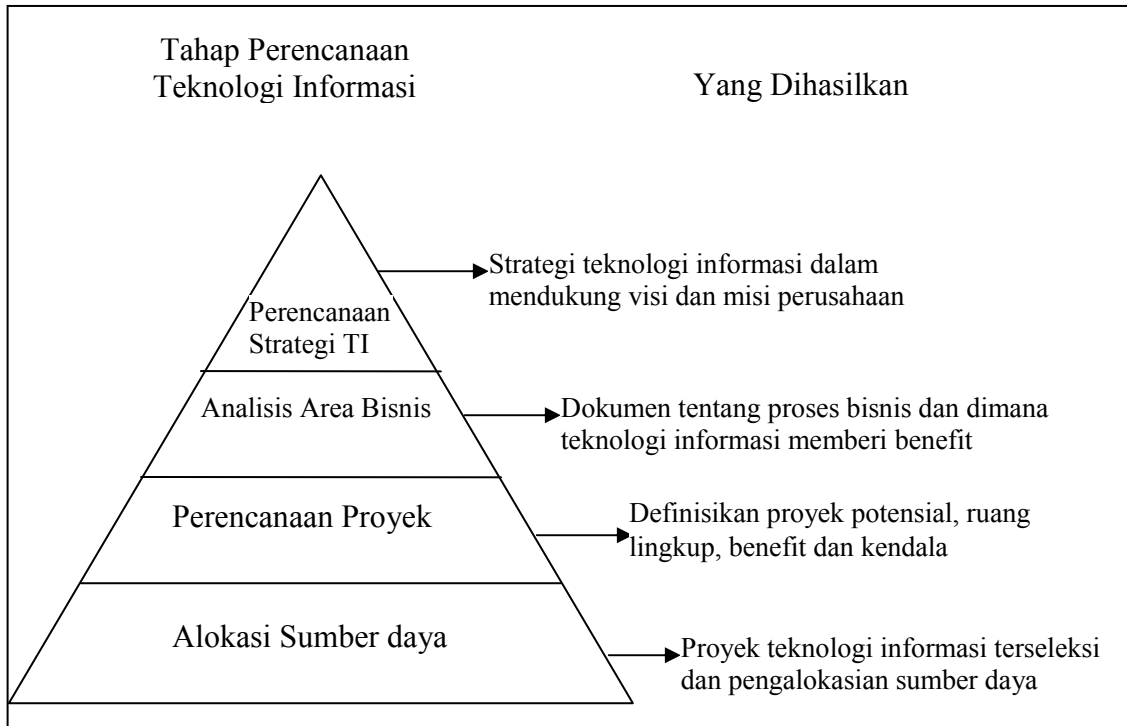 Tahap Perencanaan
Teknologi Informasi
Yang Dihasilkan
Strategi teknologi informasi dalam
mendukung visi dan misi perusahaan
Perencanaan
Strategi TI
Analisis Area Bisnis
Dokumen tentang proses bisnis dan dimana
teknologi informasi memberi benefit
Perencanaan Proyek
Definisikan proyek potensial, ruang
lingkup, benefit dan kendala
Alokasi Sumber daya
Proyek teknologi informasi terseleksi
dan pengalokasian sumber daya